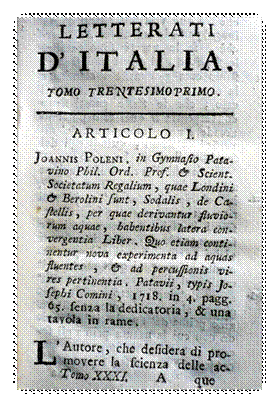 LETTERATI
D'ITALIA.
TOMO TRENTESIMOPRIMO.
ARTICOLO I.
JOANNIS POLENI, in Gymnasio Pata-
vino Phil. Ord. Prof. & Scient.
Societatum Regalium, quae Londini
& Berolini sunt, Sodalis, de Ca-
stellis, per quae derivantur fluvio-
rum aquae, habentibus latera con-
vergentia Liber. Quo etiam conti-
nentur nova experimenta ad aquas
fluentes, & ad percussionis vi-
res pertinentia. Patavii, typis Jo-
sephi Comini, 1718. in 4. pagg.
65. senza la dedicatoria, & una
tavola in rame.
L'Autore, che desidera di pro-
movere la scienza delle ac-
Tomo XXXI. A que